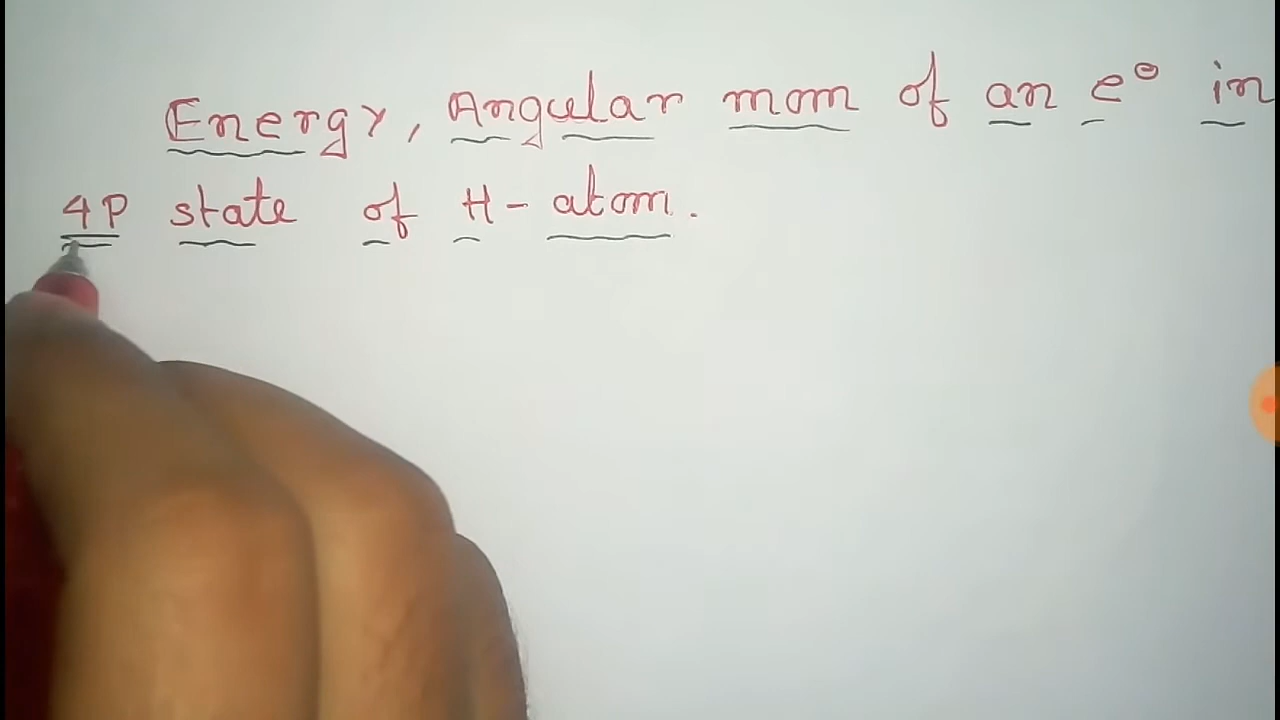 Energy, Angular mom of an e⊖ in
4P state of H-atom.